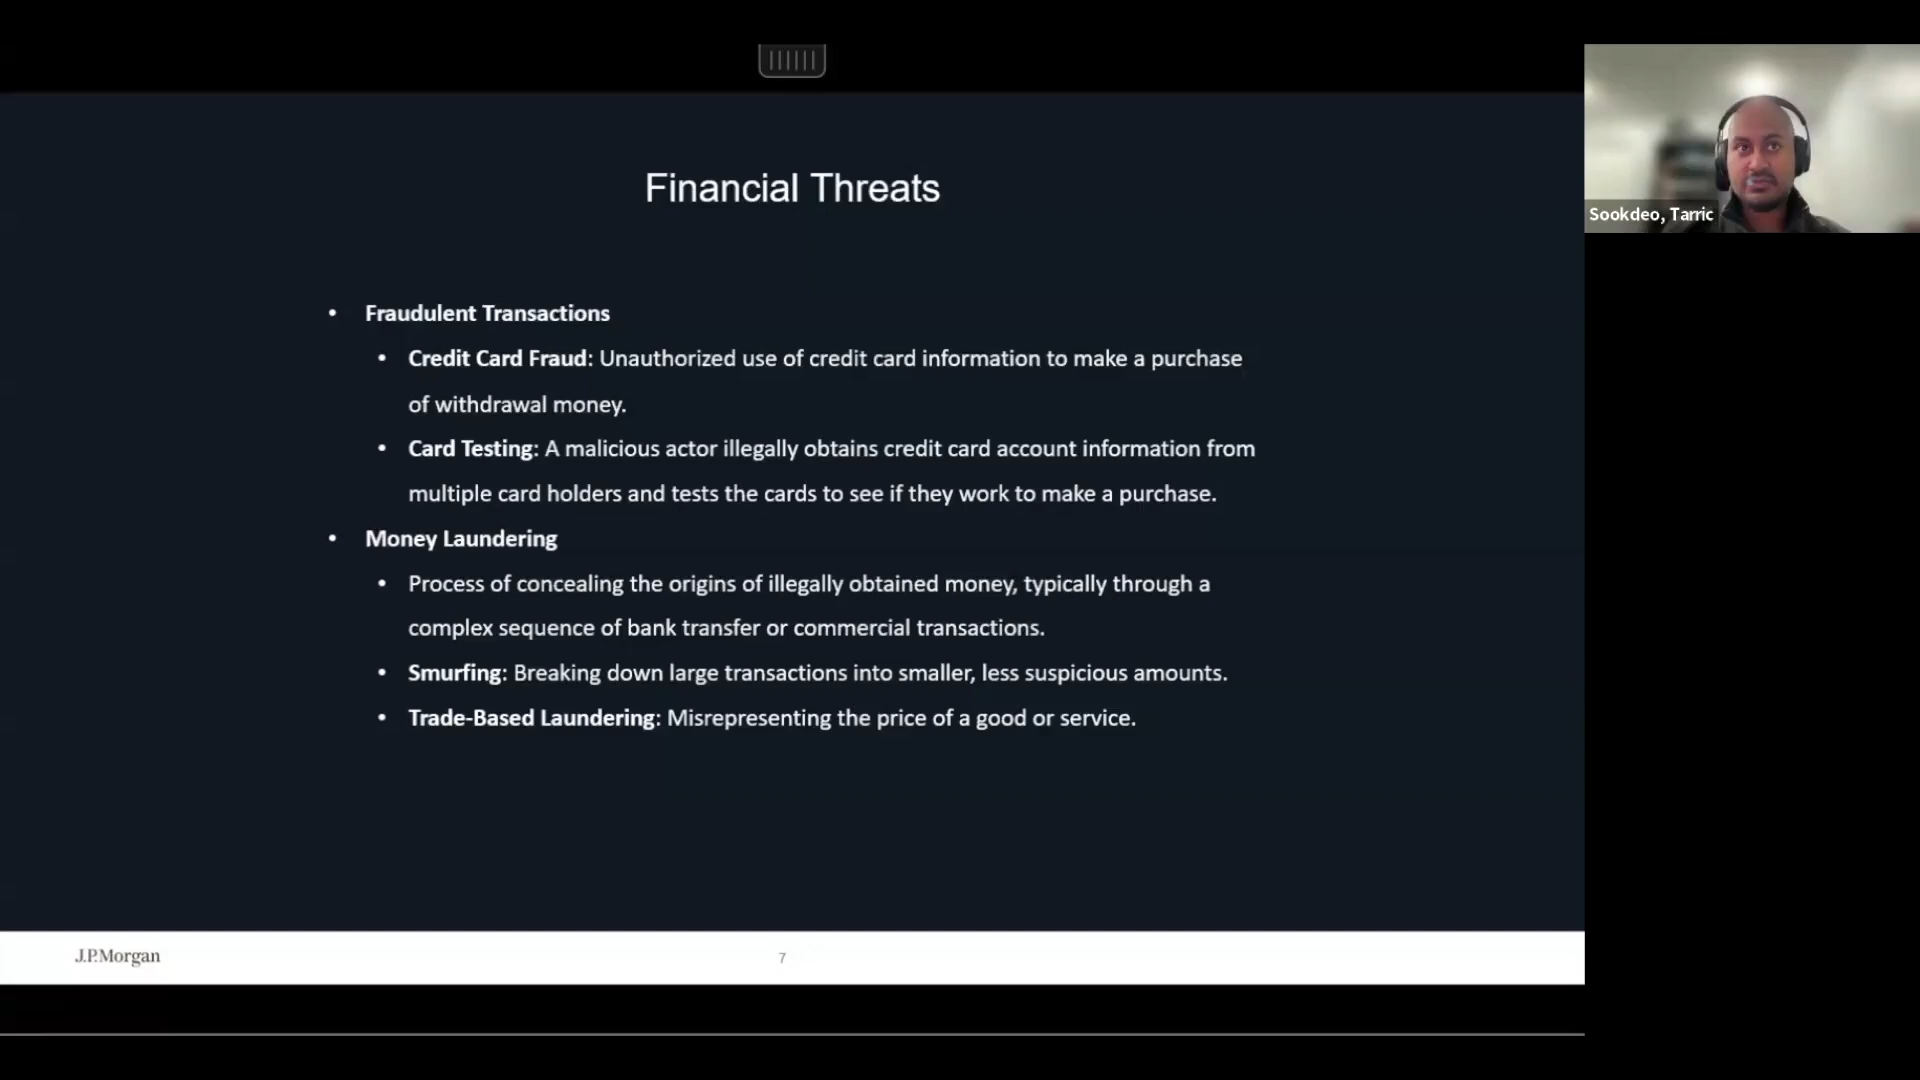 Financial Threats
Sookdeo, Tarric
• Fraudulent Transactions
• Credit Card Fraud: Unauthorized use of credit card information to make a purchase
of withdrawal money.
• Card Testing: A malicious actor illegally obtains credit card account information from
multiple card holders and tests the cards to see if they work to make a purchase.
• Money Laundering
• Process of concealing the origins of illegally obtained money, typically through a
complex sequence of bank transfer or commercial transactions.
• Smurfing: Breaking down large transactions into smaller, less suspicious amounts.
• Trade-Based Laundering: Misrepresenting the price of a good or service.
J.P.Morgan
7